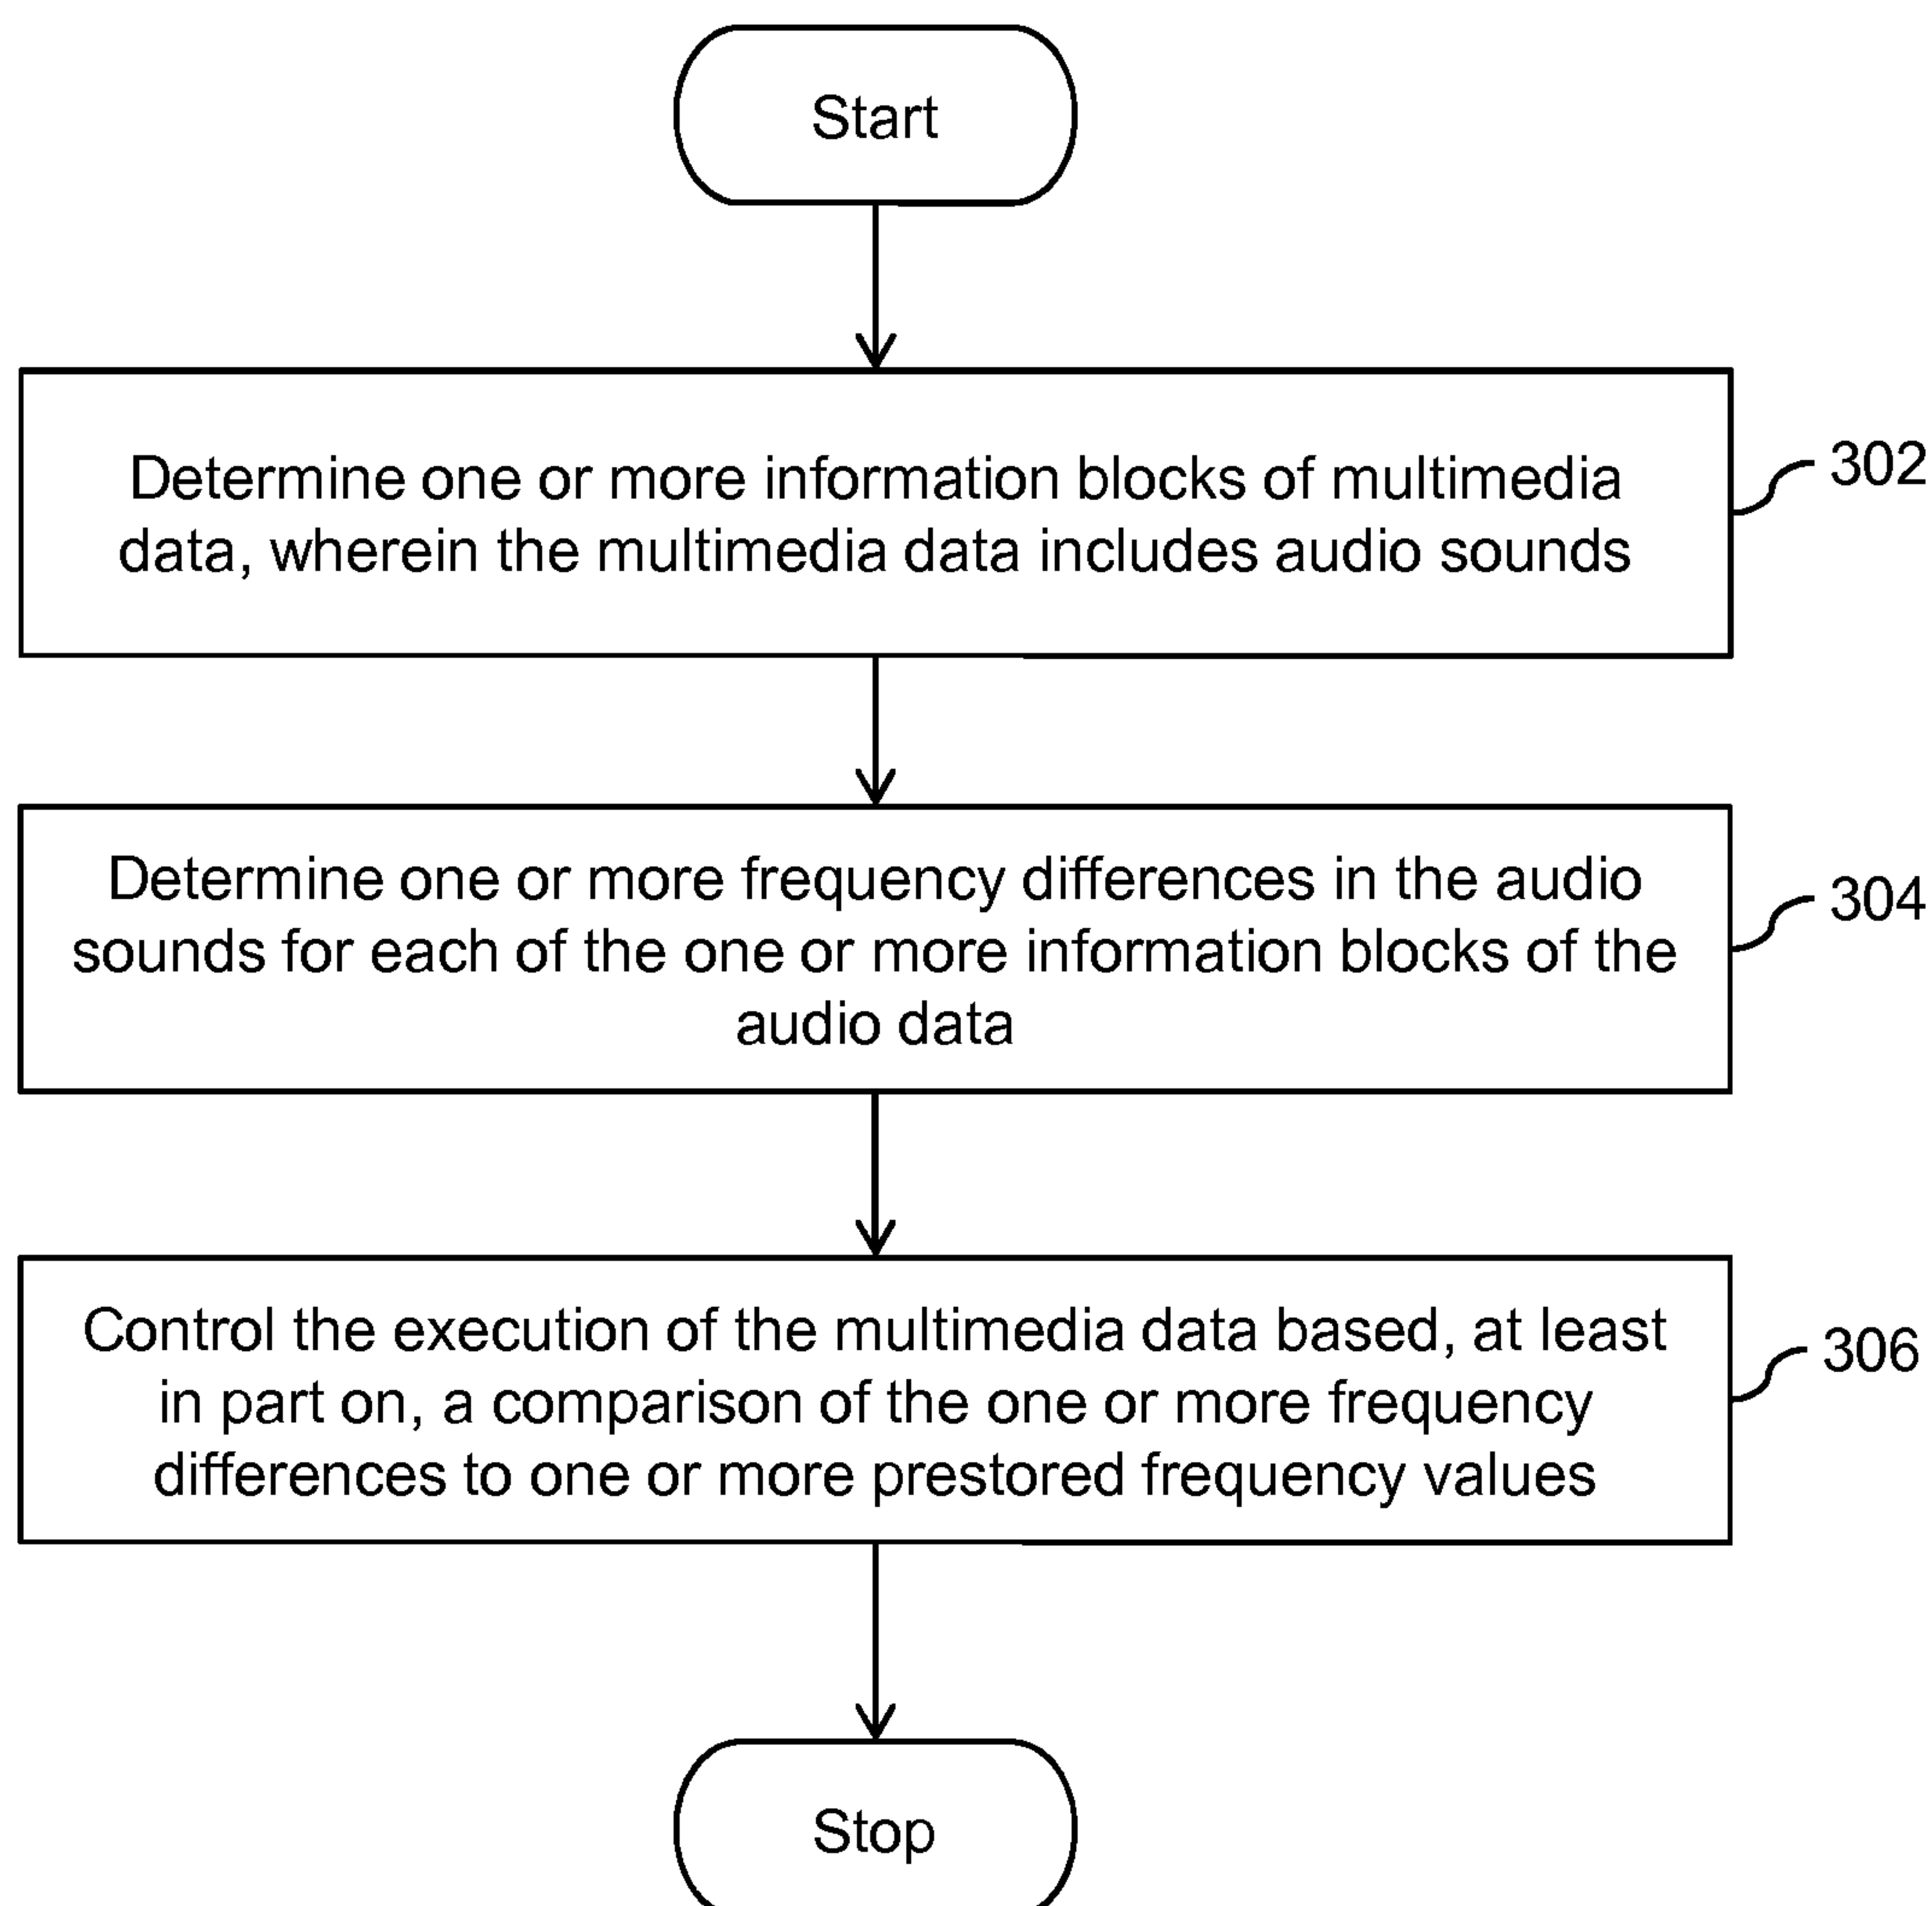 Start
Determine one or more information blocks of multimedia
data, wherein the multimedia data includes audio sounds
302
Determine one or more frequency differences in the audio
sounds for each of the one or more information blocks of the
audio data
304
Control the execution of the multimedia data based, at least
in part on, a comparison of the one or more frequency
differences to one or more prestored frequency values
306
Stop